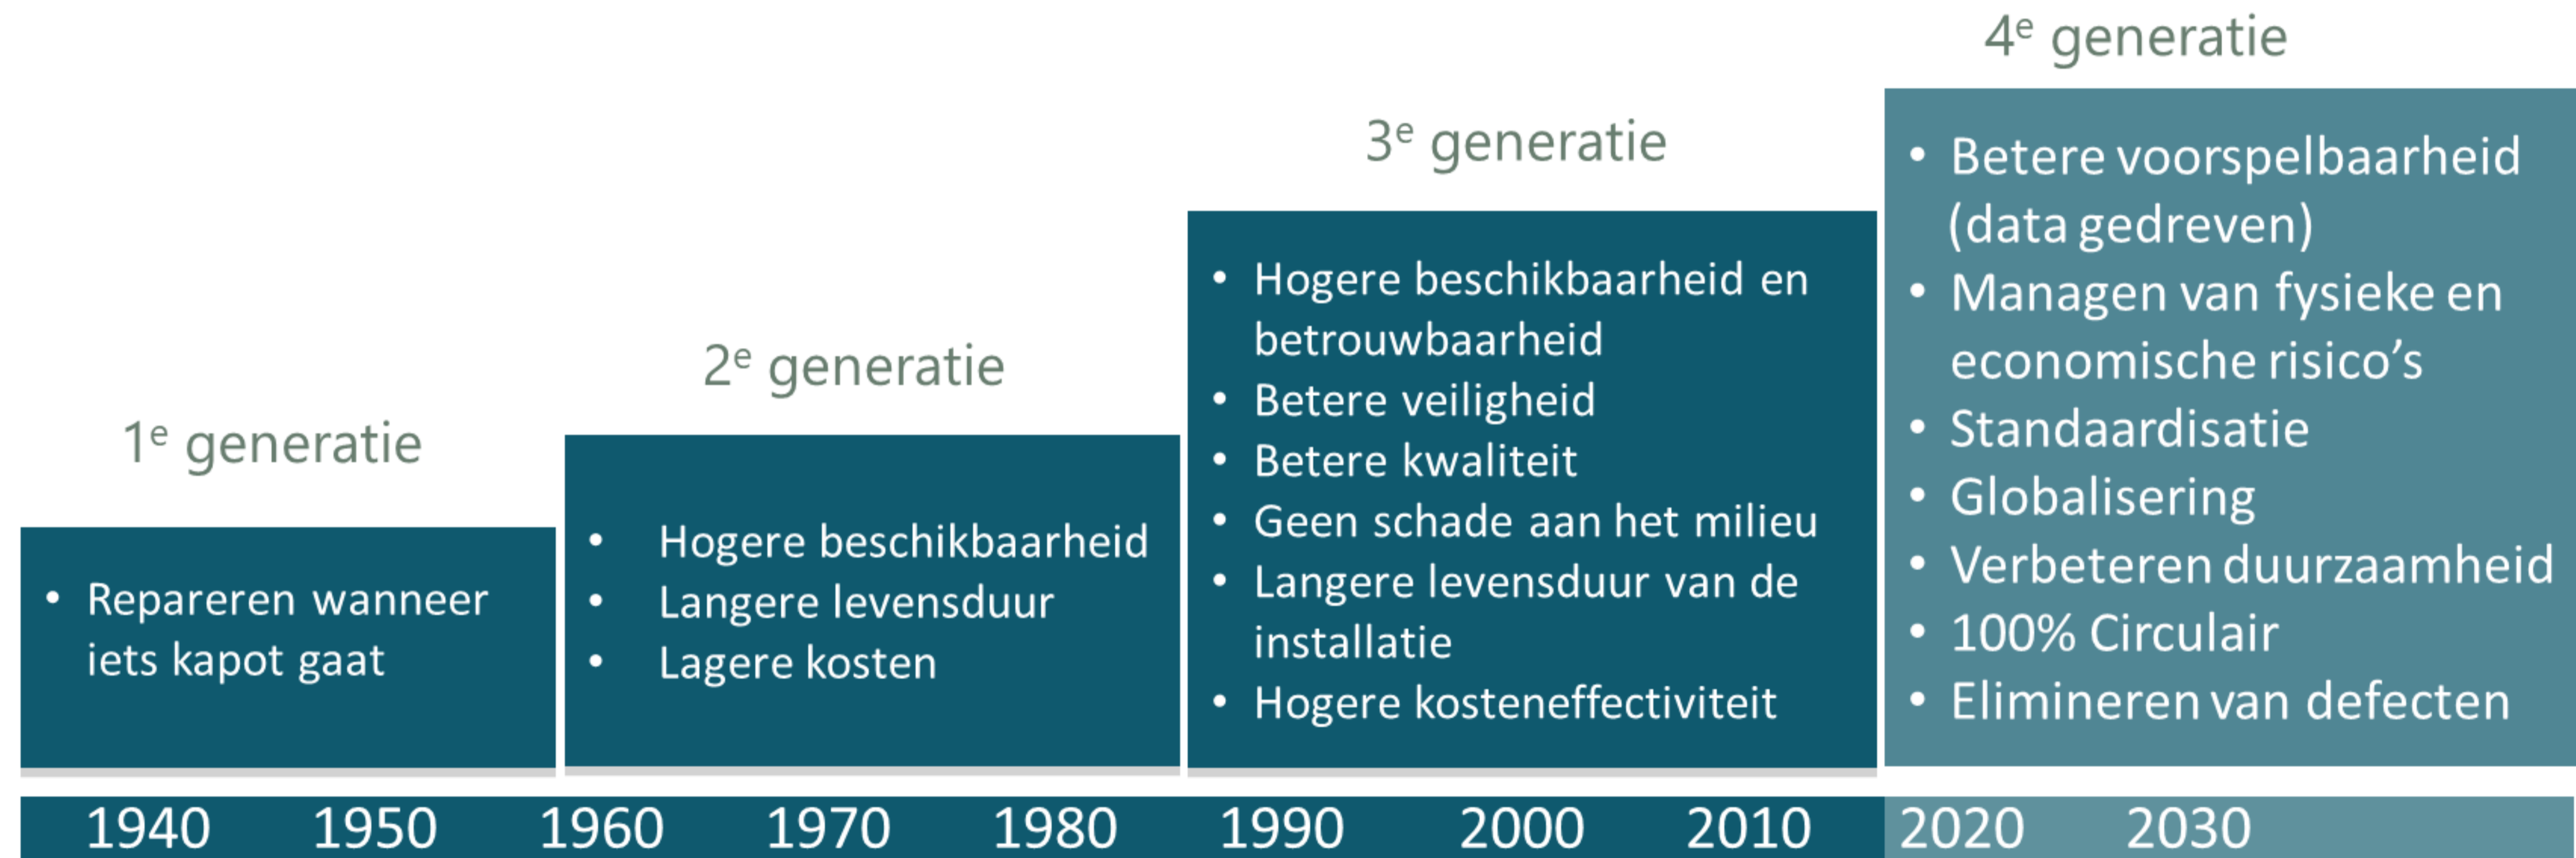 1e generatie
• Repareren wanneer
iets kapot gaat
2e generatie
• Hogere beschikbaarheid
• Langere levensduur
• Lagere kosten
3e generatie
• Hogere beschikbaarheid en
betrouwbaarheid
• Betere veiligheid
• Betere kwaliteit
• Geen schade aan het milieu
• Langere levensduur van de
installatie
• Hogere kosteneffectiviteit
4e generatie
• Betere voorspelbaarheid
(data gedreven)
• Managen van fysieke en
economische risico’s
• Standaardisatie
• Globalisering
• Verbeteren duurzaamheid
• 100% Circulair
• Elimineren van defecten
1940 1950 1960 1970 1980 1990 2000 2010 2020 2030